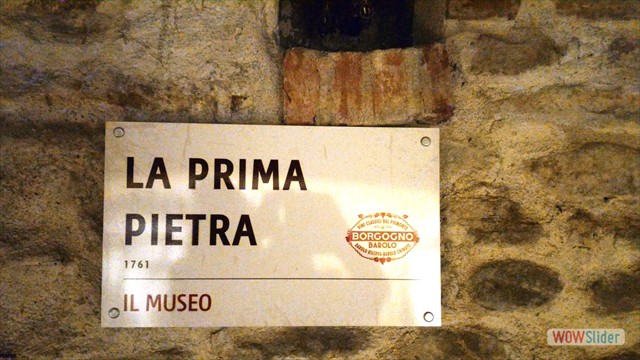 LA PRIMA
PIETRA
1761
IL MUSEO
BORGOGNO
BAROLO
WOWSlider